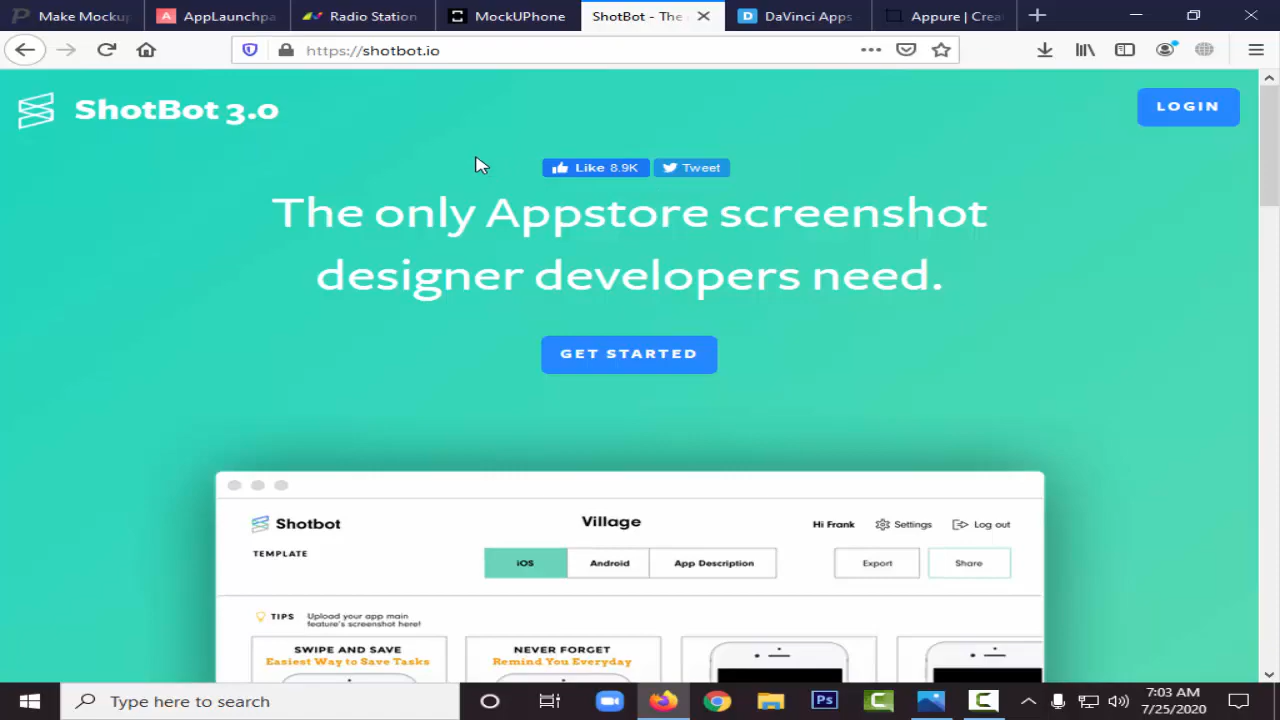 Make Mockup
AppLaunchpa
Radio Station
MockUPhone
ShotBot - The
DaVinci Apps
Appure | Crea
https://shotbot.io
ShotBot 3.0
LOGIN
Like 8.9K
Tweet
The only Appstore screenshot
designer developers need.
GET STARTED
Shotbot
Village
Hi Frank
Settings
Log out
TEMPLATE
iOS
Android
App Description
Export
Share
TIPS
Upload your app main
feature's screenshot here!
SWIPE AND SAVE
Easiest Way to Save Tasks
NEVER FORGET
Remind You Everyday
Type here to search
Ps
7:03 AM
7/25/2020